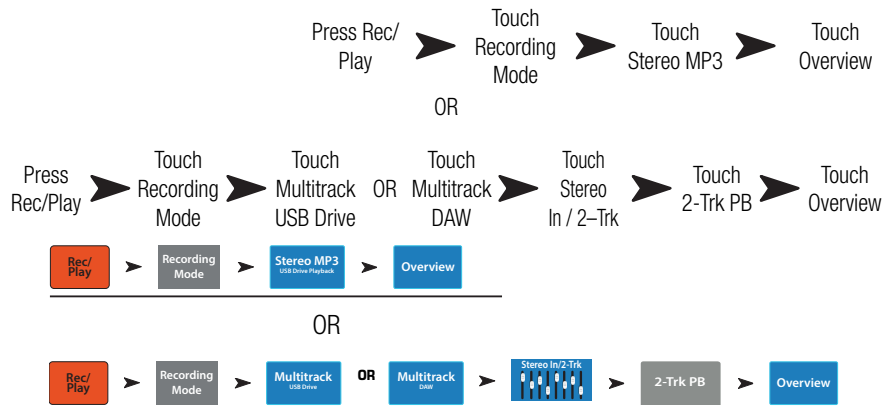 Press Rec/
Play
Touch
Recording
Mode
Touch
Stereo MP3
Touch
Overview
OR
Press
Rec/Play
Touch
Recording
Mode
Touch
Multitrack
USB Drive
OR
Touch
Multitrack
DAW
Touch
Stereo
In / 2–Trk
Touch
2-Trk PB
Touch
Overview
Rec/
Play
Recording
Mode
Stereo MP3
USB Drive Playback
Overview
OR
Rec/
Play
Recording
Mode
Multitrack
USB Drive
OR
Multitrack
DAW
Stereo In/2-Trk
2-Trk PB
Overview